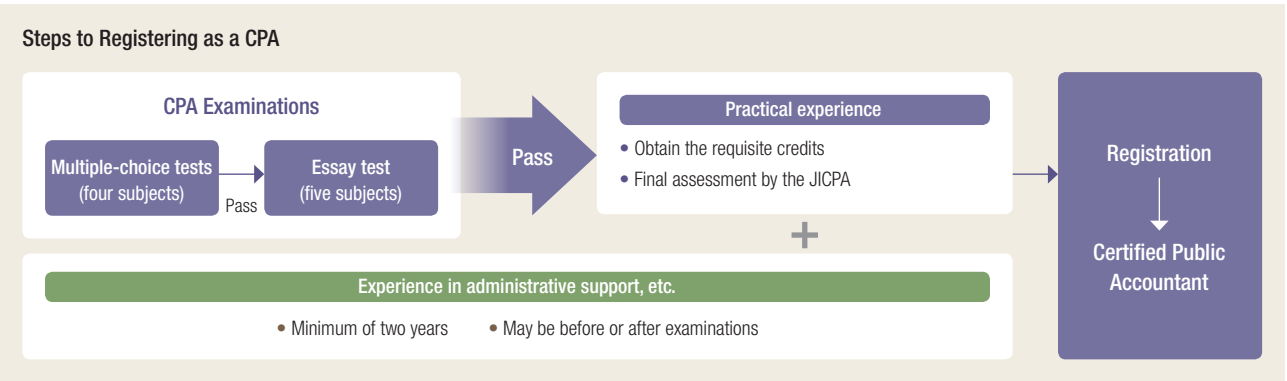 Steps to Registering as a CPA
CPA Examinations
Multiple-choice tests
(four subjects)
Pass
Essay test
(five subjects)
Pass
Practical experience
• Obtain the requisite credits
• Final assessment by the JICPA
+
Experience in administrative support, etc.
• Minimum of two years • May be before or after examinations
Registration
Certified Public
Accountant